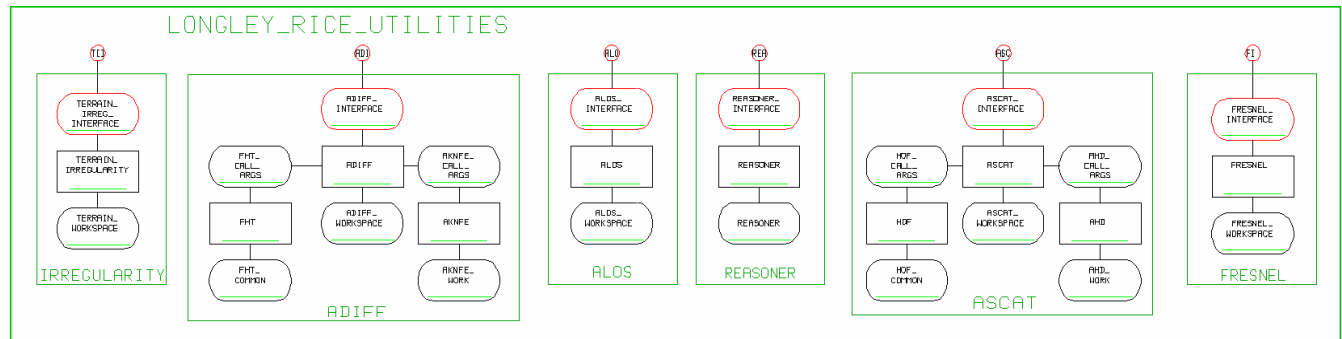 LONGLEY_RICE_UTILITIES
TEI
ADI
ALO
REA
ASC
FI
TERRAIN_
IRREG_
INTERFACE
TERRAIN_
IRREGULARITY
TERRAIN_
WORKSPACE
IRREGULARITY
ADIFF_
INTERFACE
FHT_
CALL_
ARGS
ADIFF
AKNFE_
CALL_
ARGS
FHT
ADIFF_
WORKSPACE
AKNFE
FHT_
COMMON
AKNFE_
WORK
ADIFF
ALOS_
INTERFACE
ALOS
ALOS_
WORKSPACE
ALOS
REASONER_
INTERFACE
REASONER
REASONER
REASONER
ASCAT_
INTERFACE
HOF_
CALL_
ARGS
ASCAT
AHD_
CALL_
ARGS
HOF
ASCAT_
WORKSPACE
AHD
HOF_
COMMON
AHD_
WORK
ASCAT
FRESNEL_
INTERFACE
FRESNEL
FRESNEL_
WORKSPACE
FRESNEL